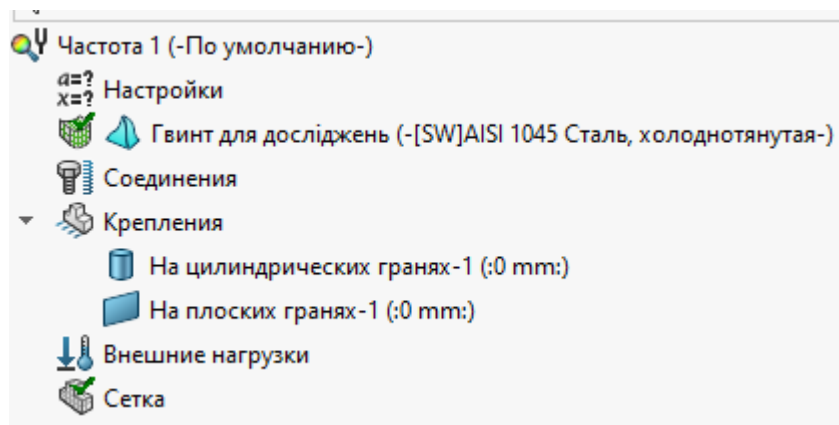 Частота 1 (-По умолчанию-)
a=?
x=?
Настройки
Гвинт для досліджень (-[SW]AISI 1045 Сталь, холоднотянутая-)
Соединения
Крепления
На цилиндрических гранях-1 (:0 mm:)
На плоских гранях-1 (:0 mm:)
Внешние нагрузки
Сетка